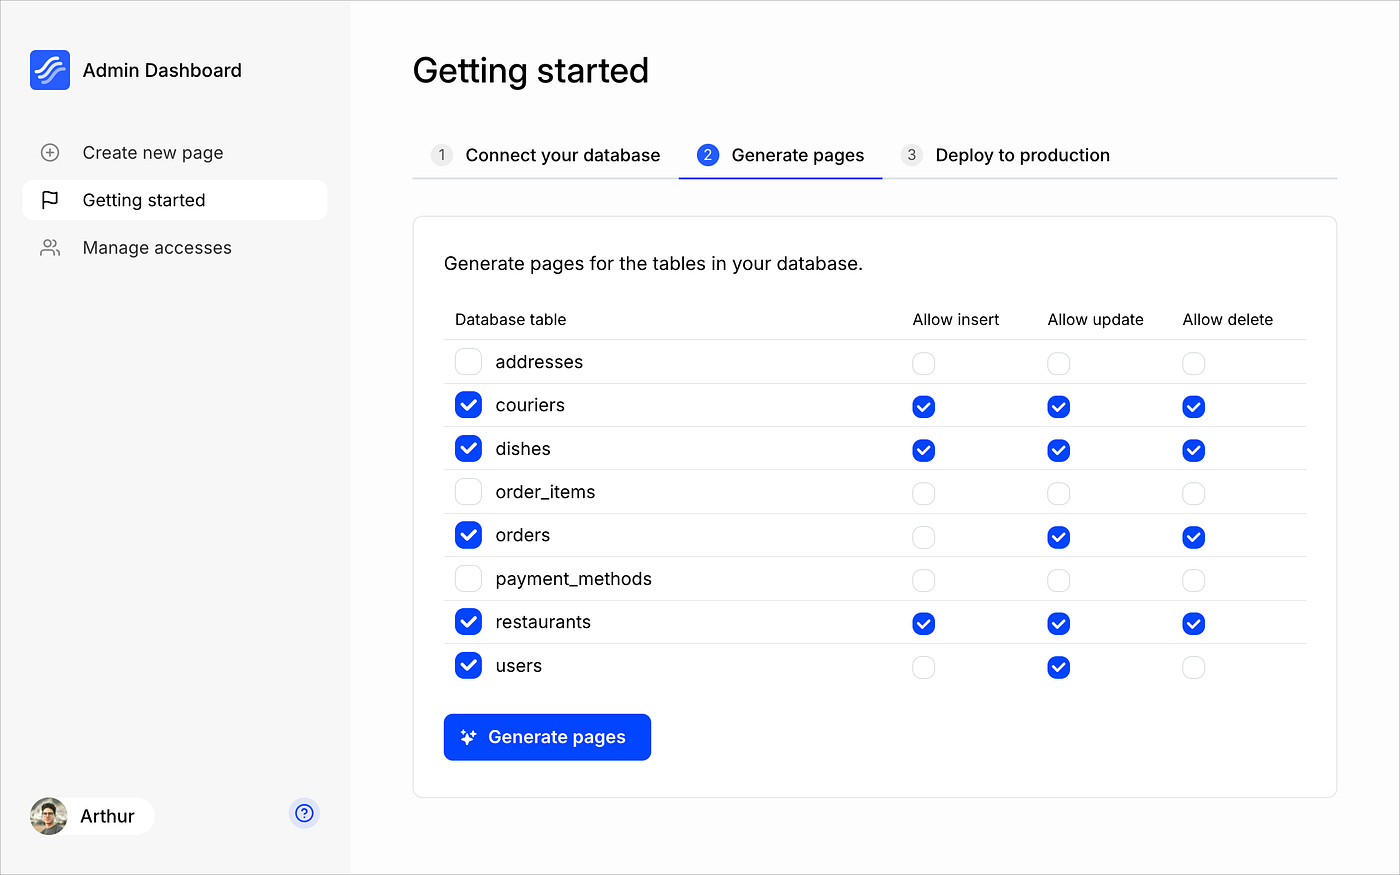 Admin Dashboard
Create new page
Getting started
Manage accesses
Arthur
?
Getting started
1 Connect your database 2 Generate pages 3 Deploy to production
Generate pages for the tables in your database.
Database table Allow insert Allow update Allow delete
addresses
couriers
dishes
order_items
orders
payment_methods
restaurants
users
Generate pages